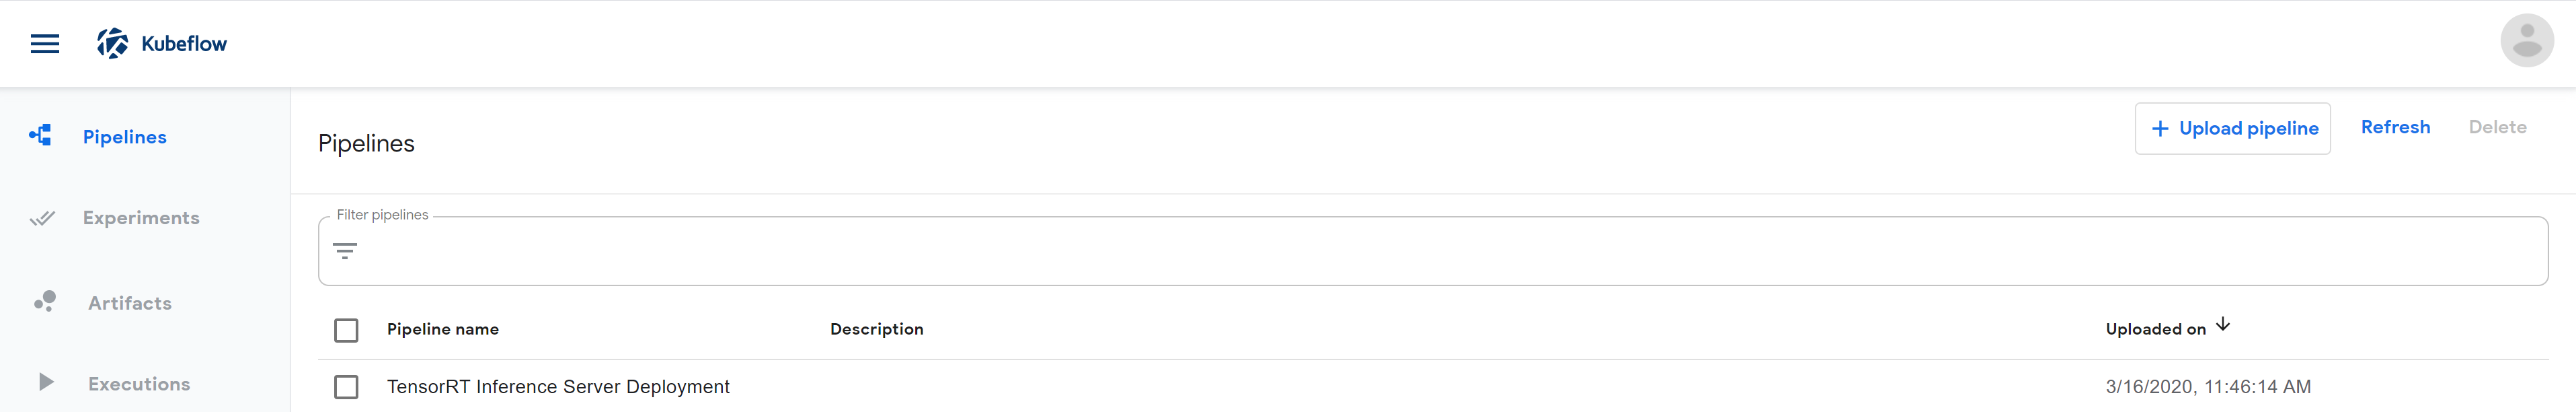 Kubeflow
Pipelines
Experiments
Artifacts
Executions
Pipelines
+ Upload pipeline
Refresh
Delete
Filter pipelines
Pipeline name
Description
Uploaded on
TensorRT Inference Server Deployment
3/16/2020, 11:46:14 AM